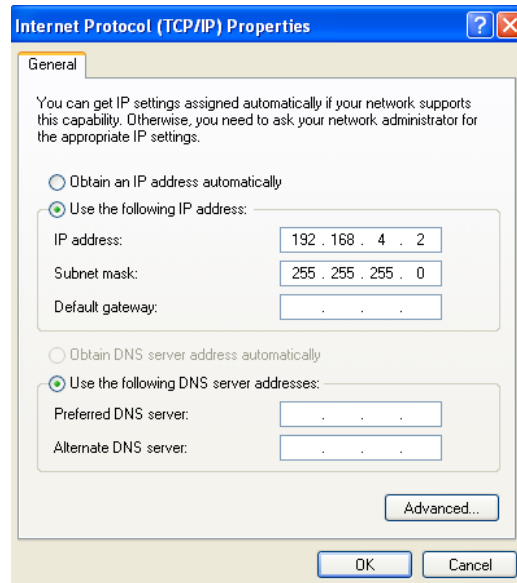 Internet Protocol (TCP/IP) Properties
General
You can get IP settings assigned automatically if your network supports
this capability. Otherwise, you need to ask your network administrator for
the appropriate IP settings.
Obtain an IP address automatically
Use the following IP address:
IP address: 192 . 168 . 4 . 2
Subnet mask: 255 . 255 . 255 . 0
Default gateway: . . .
Obtain DNS server address automatically
Use the following DNS server addresses:
Preferred DNS server: . . .
Alternate DNS server: . . .
Advanced...
OK Cancel